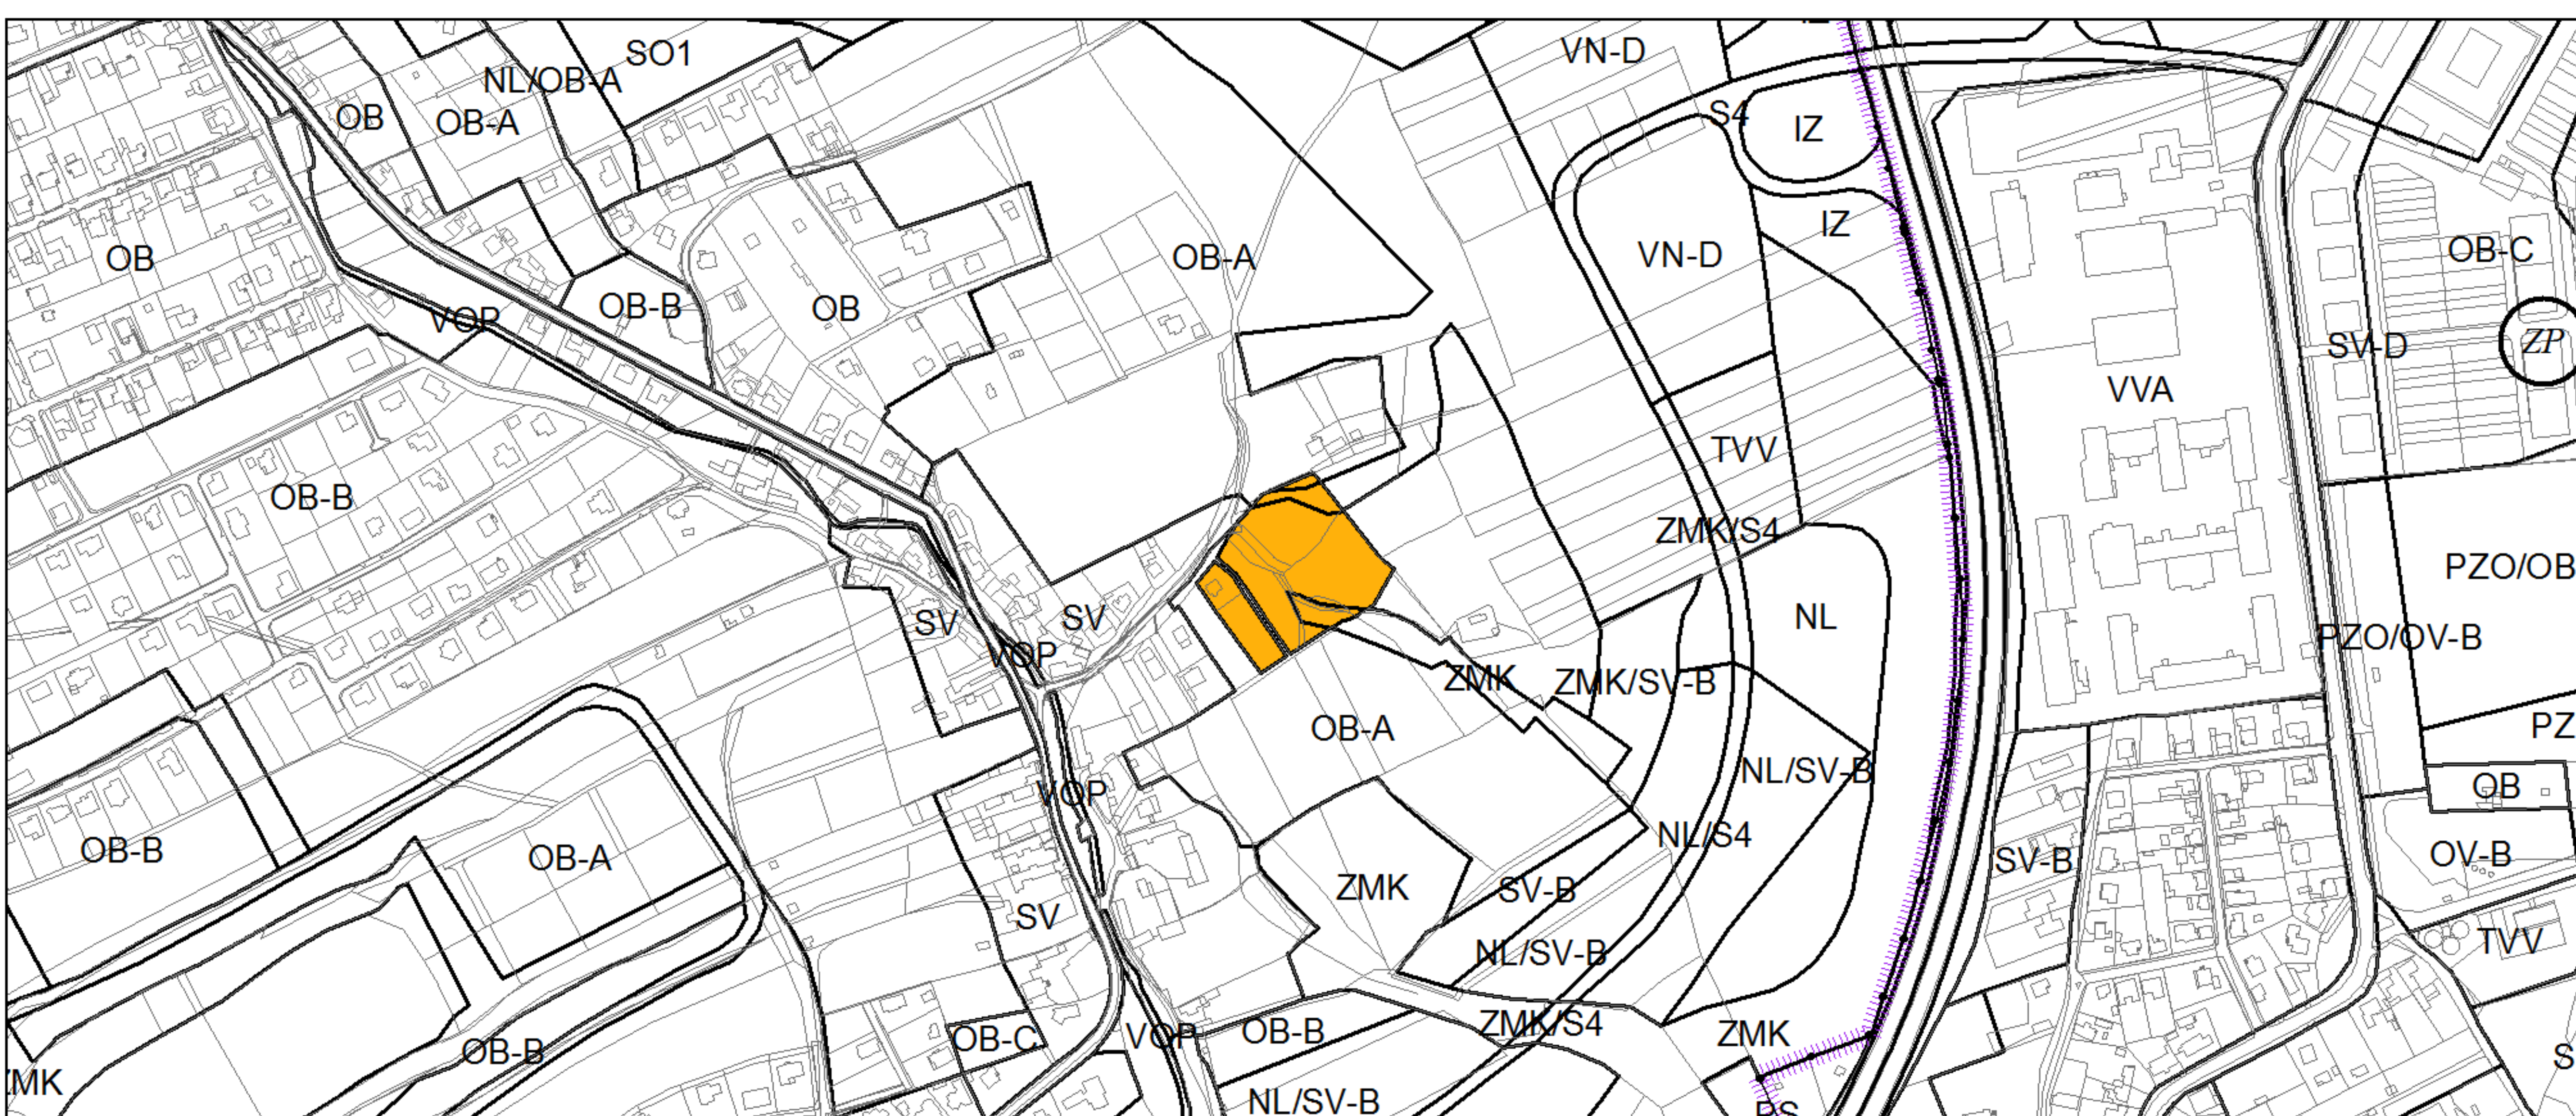 SO1
VN-D
NL/OB-A
OB
OB-A
S4
IZ
IZ
OB
OB-A
VN-D
OB-C
OB-B
OB
VOP
ZP
SV-D
VVA
TVV
OB-B
ZMK/S4
PZO/OB
NL
SV
SV
PZO/OV-B
VOP
ZMK
ZMK/SV-B
OB-A
PZ
NL/SV-B
OB
VOP
NL/S4
OB-B
OB-A
SV-B
OV-B
ZMK
SV-B
SV
TVV
NL/SV-B
OB-C
VOP
OB-B
ZMK/S4
ZMK
OB-B
S
ZMK
NL/SV-B